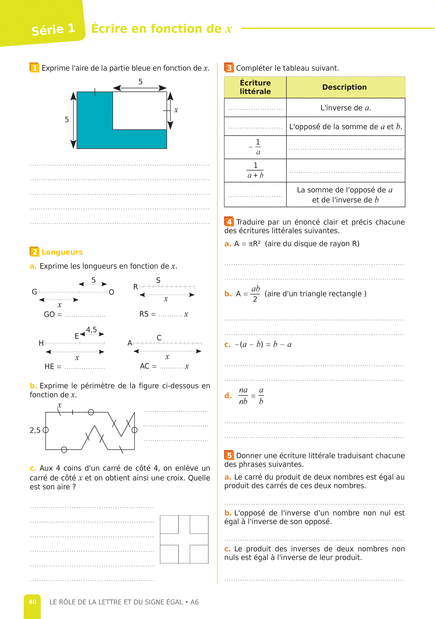 Série 1
Écrire en fonction de x
1 Exprime l'aire de la partie bleue en fonction de x.
5
5
x
2 Longueurs
a. Exprime les longueurs en fonction de x.
5
G
O
x
GO = ....................
S
R
x
RS = ............ x
4,5
E
H
x
HE = ....................
C
A
x
AC = ............ x
b. Exprime le périmètre de la figure ci-dessous en
fonction de x.
x
2,5
c. Aux 4 coins d'un carré de côté 4, on enlève un
carré de côté x et on obtient ainsi une croix. Quelle
est son aire ?
3 Compléter le tableau suivant.
Écriture
littérale
Description
L'inverse de a.
L'opposé de la somme de a et b.
− 1/a
1/(a + b)
La somme de l'opposé de a
et de l'inverse de b
4 Traduire par un énoncé clair et précis chacune
des écritures littérales suivantes.
a. A = πR² (aire du disque de rayon R)
b. A = ab/2 (aire d'un triangle rectangle )
c. −(a − b) = b − a
d. na/nb = a/b
5 Donner une écriture littérale traduisant chacune
des phrases suivantes.
a. Le carré du produit de deux nombres est égal au
produit des carrés de ces deux nombres.
b. L'opposé de l'inverse d'un nombre non nul est
égal à l'inverse de son opposé.
c. Le produit des inverses de deux nombres non
nuls est égal à l'inverse de leur produit.
40 LE RÔLE DE LA LETTRE ET DU SIGNE ÉGAL • A6